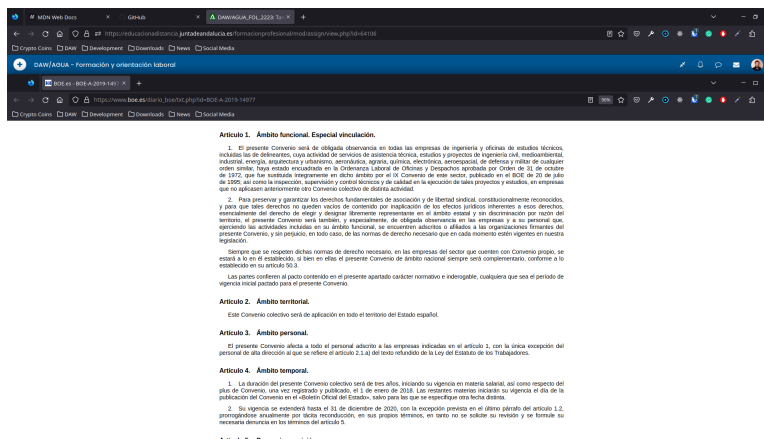 MDN Web Docs
GitHub
DAW/AGUA_FOL_2223: Ta
https://educacionadistancia.juntadeandalucia.es/formacionprofesional/mod/assign/view.php?id=64106
Crypto Coins DAW Development Downloads News Social Media
DAW/AGUA - Formación y orientación laboral
BOE.es - BOE-A-2019-1497
https://www.boe.es/diario_boe/txt.php?id=BOE-A-2019-14977
90%
Crypto Coins DAW Development Downloads News Social Media
Artículo 1. Ámbito funcional. Especial vinculación.
1. El presente Convenio será de obligada observancia en todas las empresas de ingeniería y oficinas de estudios técnicos,
incluidas las de delineantes, cuya actividad de servicios de asistencia técnica, estudios y proyectos de ingeniería civil, medioambiental,
industrial, energía, arquitectura y urbanismo, aeronáutica, agraria, química, electrónica, aeroespacial, de defensa y militar de cualquier
orden similar, haya estado encuadrada en la Ordenanza Laboral de Oficinas y Despachos aprobada por Orden de 31 de octubre
de 1972, que fue sustituida íntegramente en dicho ámbito por el IX Convenio de este sector, publicado en el BOE de 20 de julio
de 1995; así como la inspección, supervisión y control técnicos y de calidad en la ejecución de tales proyectos y estudios, en empresas
que no aplicasen anteriormente otro Convenio colectivo de distinta actividad.
2. Para preservar y garantizar los derechos fundamentales de asociación y de libertad sindical, constitucionalmente reconocidos,
y para que tales derechos no queden vacíos de contenido por inaplicación de los efectos jurídicos inherentes a esos derechos,
esencialmente del derecho de elegir y designar libremente representante en el ámbito estatal y sin discriminación por razón del
territorio, el presente Convenio será también, y especialmente, de obligada observancia en las empresas y a su personal que,
ejerciendo las actividades incluidas en su ámbito funcional, se encuentren adscritos o afiliados a las organizaciones firmantes del
presente Convenio, y sin perjuicio, en todo caso, de las normas de derecho necesario que en cada momento estén vigentes en nuestra
legislación.
Siempre que se respeten dichas normas de derecho necesario, en las empresas del sector que cuenten con Convenio propio, se
estará a lo en él establecido, si bien en ellas el presente Convenio de ámbito nacional siempre será complementario, conforme a lo
establecido en su artículo 50.3.
Las partes confieren al pacto contenido en el presente apartado carácter normativo e inderogable, cualquiera que sea el período de
vigencia inicial pactado para el presente Convenio.
Artículo 2. Ámbito territorial.
Este Convenio colectivo será de aplicación en todo el territorio del Estado español.
Artículo 3. Ámbito personal.
El presente Convenio afecta a todo el personal adscrito a las empresas indicadas en el artículo 1, con la única excepción del
personal de alta dirección al que se refiere el artículo 2.1.a) del texto refundido de la Ley del Estatuto de los Trabajadores.
Artículo 4. Ámbito temporal.
1. La duración del presente Convenio colectivo será de tres años, iniciando su vigencia en materia salarial, así como respecto del
plus de Convenio, una vez registrado y publicado, el 1 de enero de 2018. Las restantes materias iniciarán su vigencia el día de la
publicación del Convenio en el «Boletín Oficial del Estado», salvo para las que se especifique otra fecha distinta.
2. Su vigencia se extenderá hasta el 31 de diciembre de 2020, con la excepción prevista en el último párrafo del artículo 1.2,
prorrogándose anualmente por tácita reconducción, en sus propios términos, en tanto no se solicite su revisión y se formule su
necesaria denuncia en los términos del artículo 5.